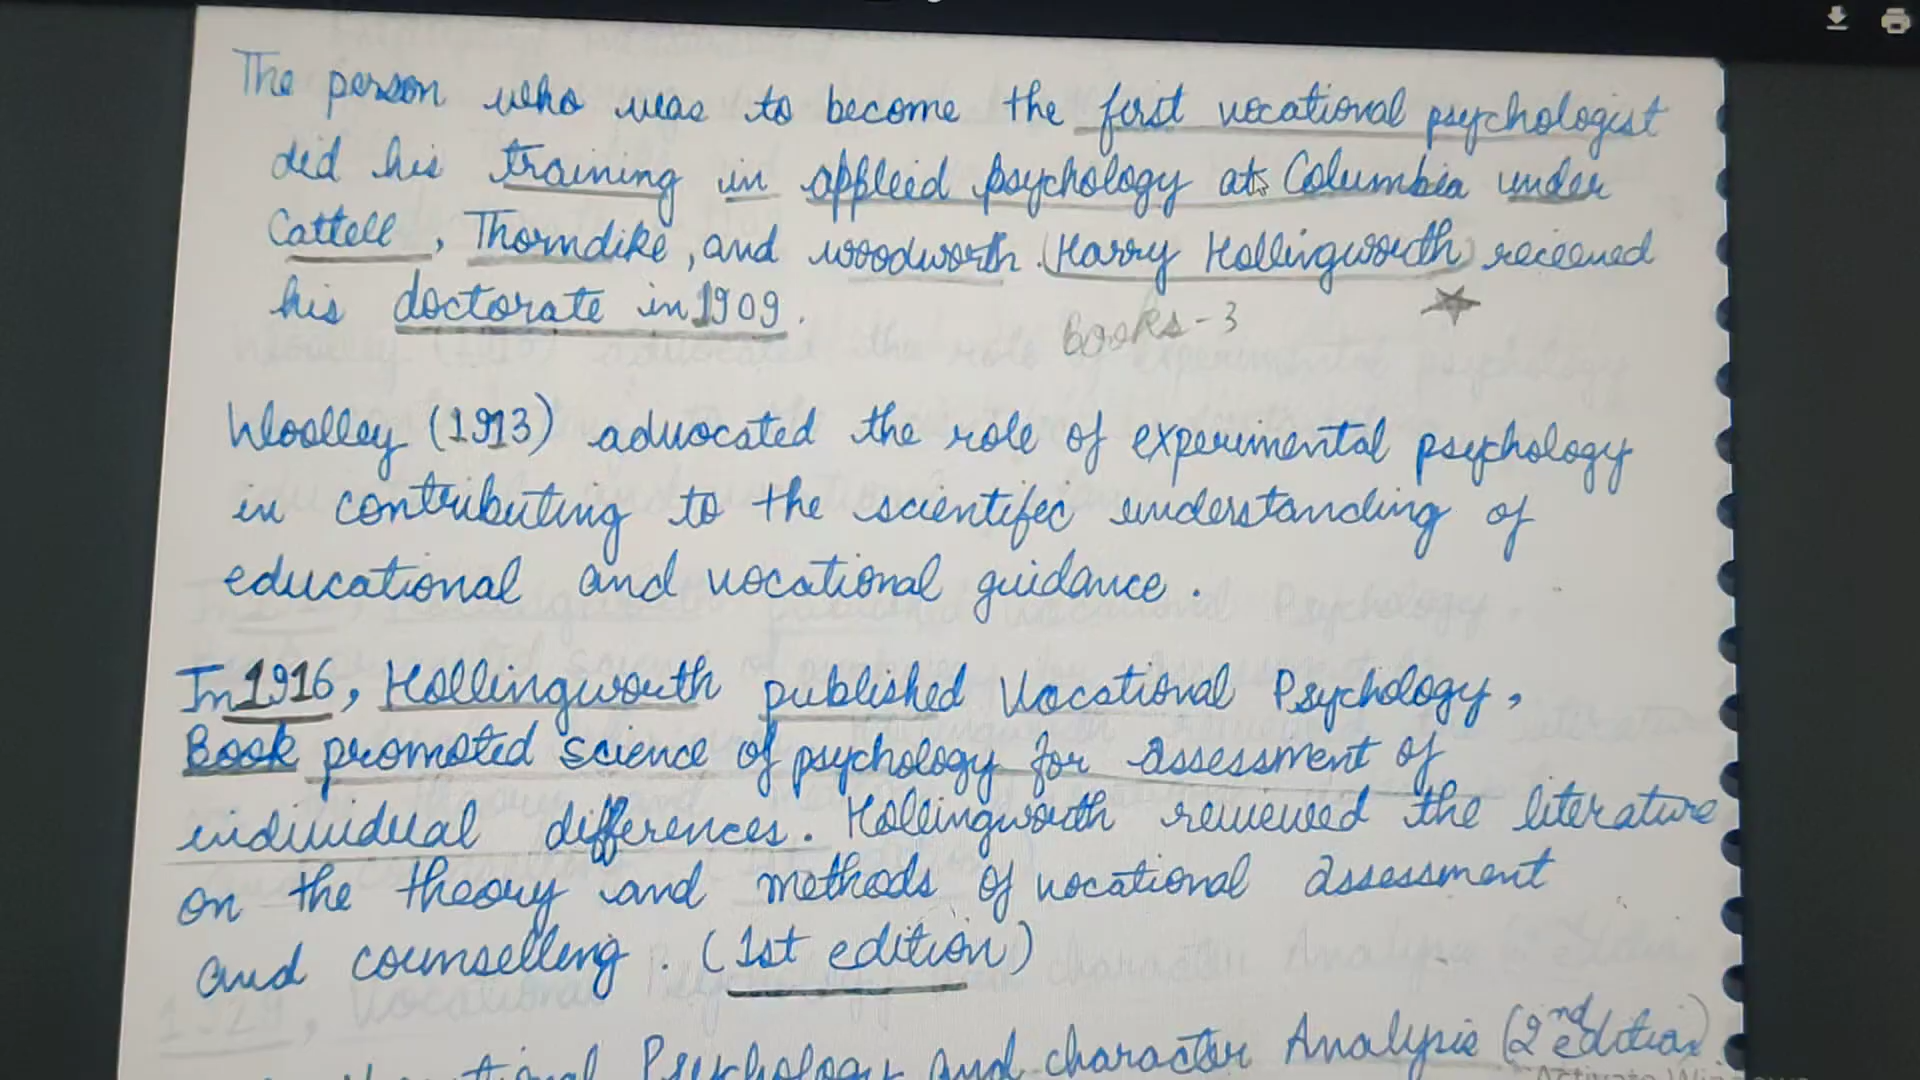 The person who was to become the first vocational psychologist
did his training in applied psychology at Columbia under
Cattell, Thorndike, and woodworth. (Harry Hollingworth) received
his doctorate in 1909.
Books - 3
Woolley (1913) advocated the role of experimental psychology
in contributing to the scientific understanding of
educational and vocational guidance.
In 1916, Hollingworth published Vocational Psychology,
Book promoted science of psychology for assessment of
individual differences. Hollingworth reviewed the literature
on the theory and methods of vocational assessment
and counselling. (1st edition)
Psychology and character Analysis (2nd edition)